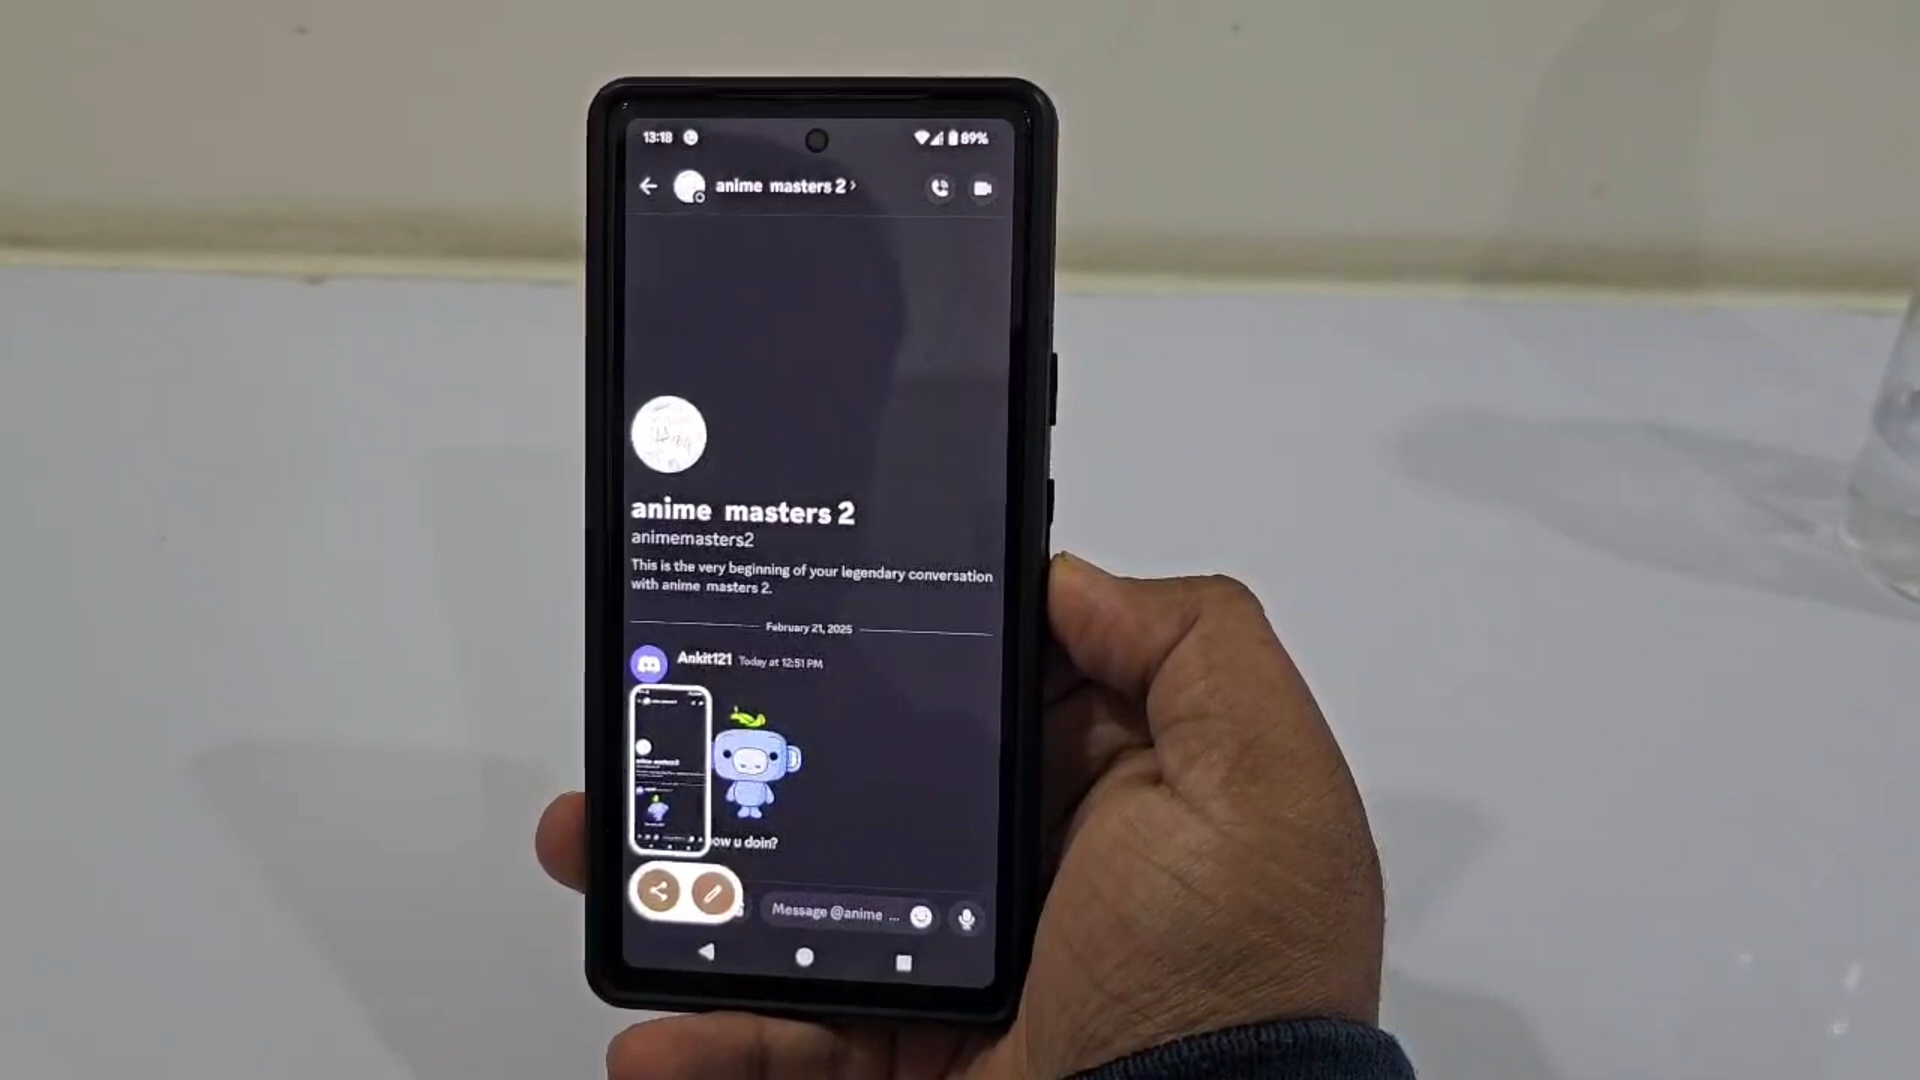 13:18 89%
anime masters 2
anime masters 2
animemasters2
This is the very beginning of your legendary conversation
with anime masters 2.
February 21, 2025
Ankit121 Today at 12:51 PM
u doin?
Message @anime ...